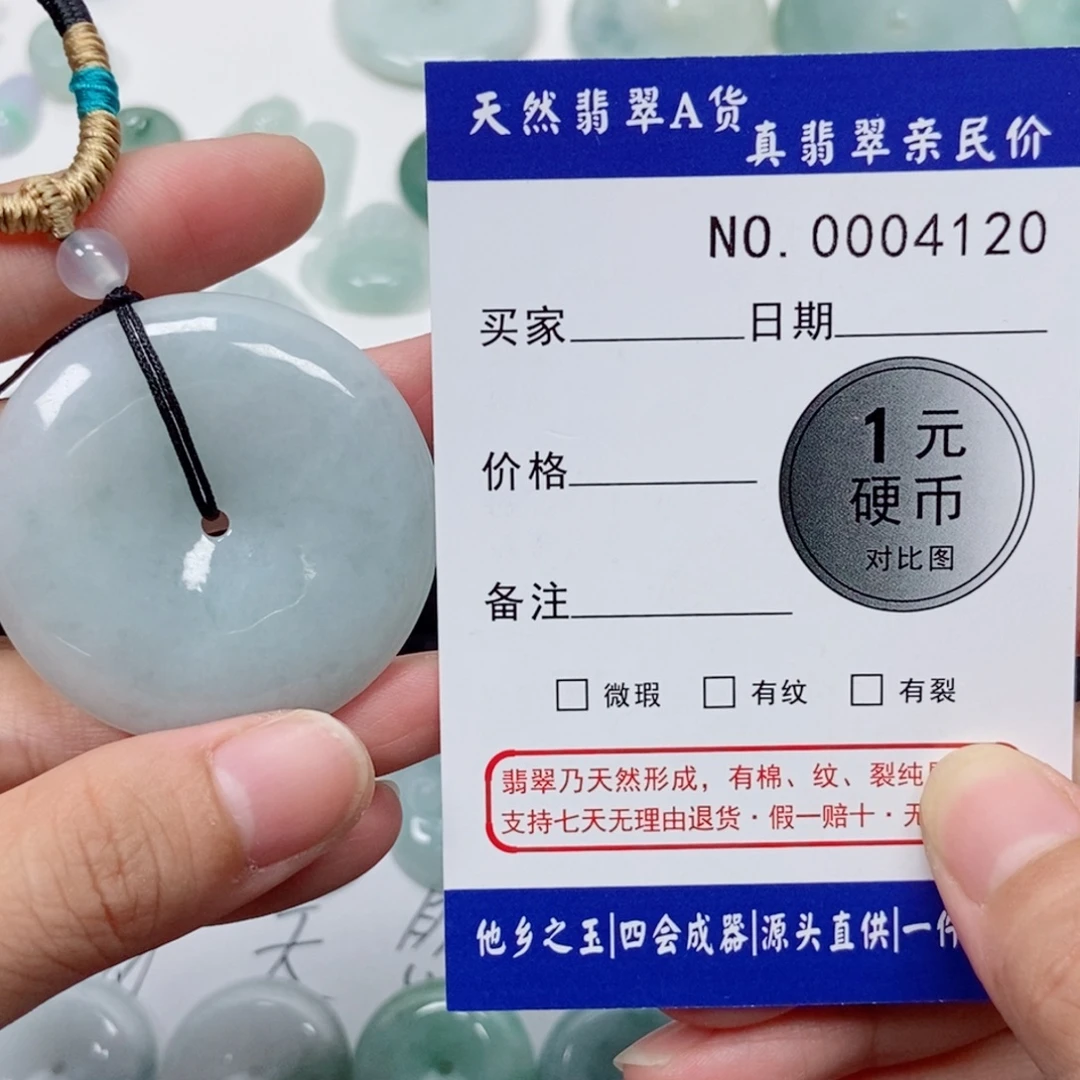 天然翡翠A货
真翡翠亲民价
NO.0004120
买家 日期
价格
1元
硬币
对比图
备注
微瑕 有纹 有裂
翡翠乃天然形成，有棉、纹、裂纯
支持七天无理由退货·假一赔十·无
他乡之玉|四会成器|源头直供|一件
天